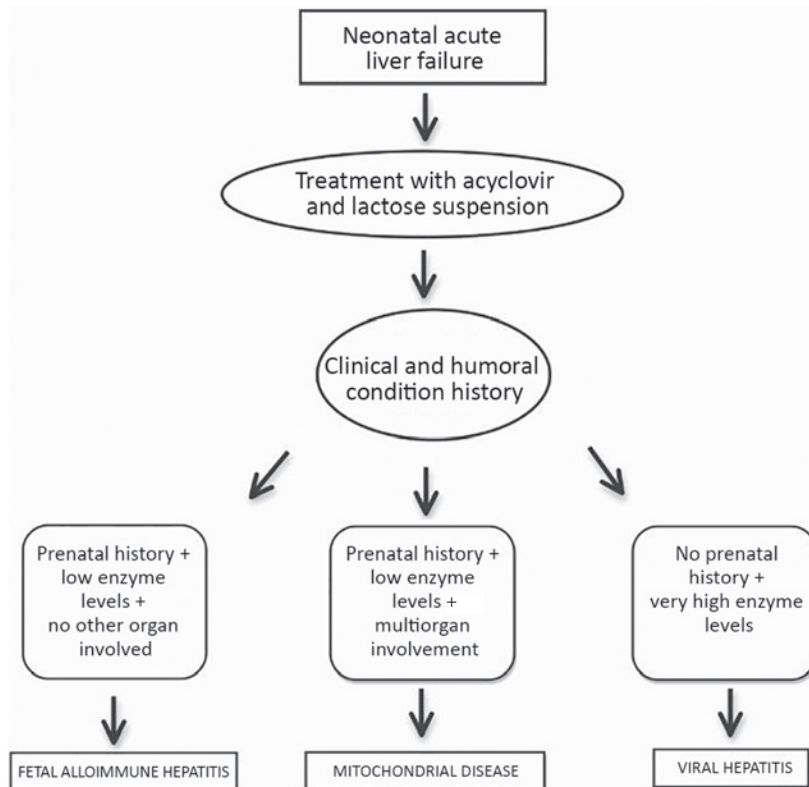 Neonatal acute
liver failure
Treatment with acyclovir
and lactose suspension
Clinical and humoral
condition history
Prenatal history +
low enzyme
levels +
no other organ
involved
Prenatal history +
low enzyme
levels +
multiorgan
involvement
No prenatal
history +
very high enzyme
levels
FETAL ALLOIMMUNE HEPATITIS
MITOCHONDRIAL DISEASE
VIRAL HEPATITIS